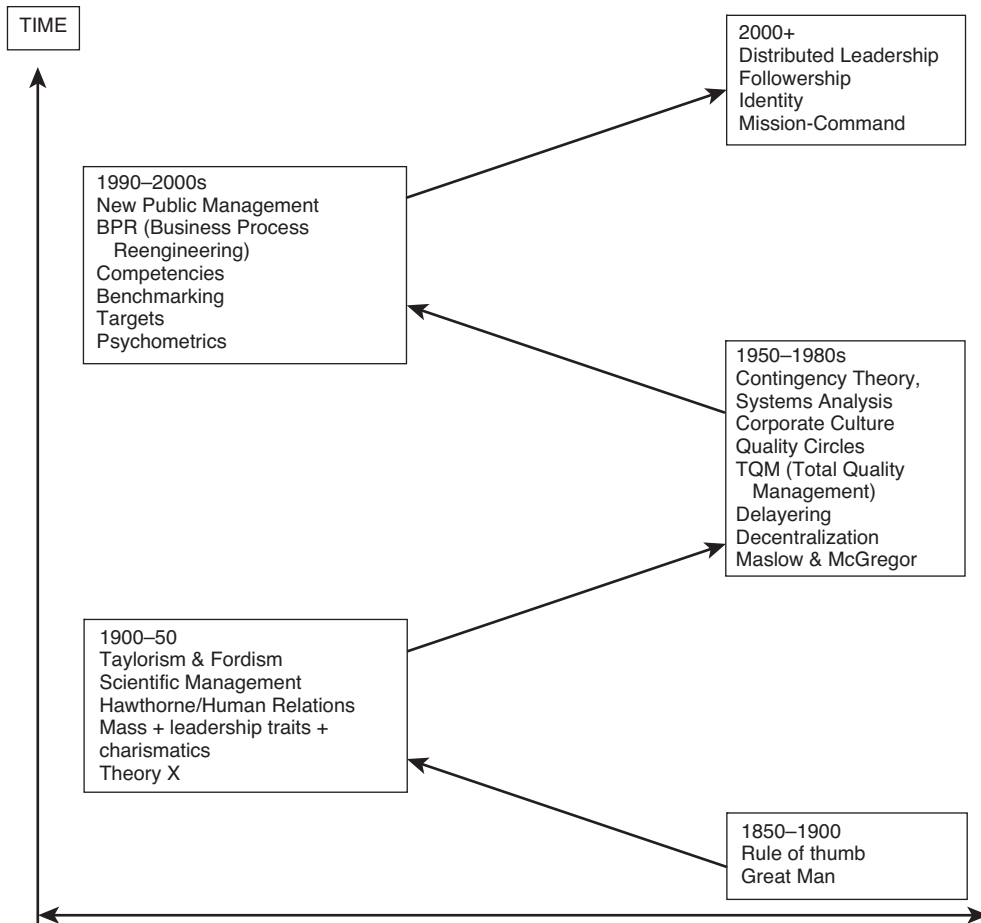 TIME
2000+
Distributed Leadership
Followership
Identity
Mission-Command
1990–2000s
New Public Management
BPR (Business Process
Reengineering)
Competencies
Benchmarking
Targets
Psychometrics
1950–1980s
Contingency Theory,
Systems Analysis
Corporate Culture
Quality Circles
TQM (Total Quality
Management)
Delayering
Decentralization
Maslow & McGregor
1900–50
Taylorism & Fordism
Scientific Management
Hawthorne/Human Relations
Mass + leadership traits +
charismatics
Theory X
1850–1900
Rule of thumb
Great Man